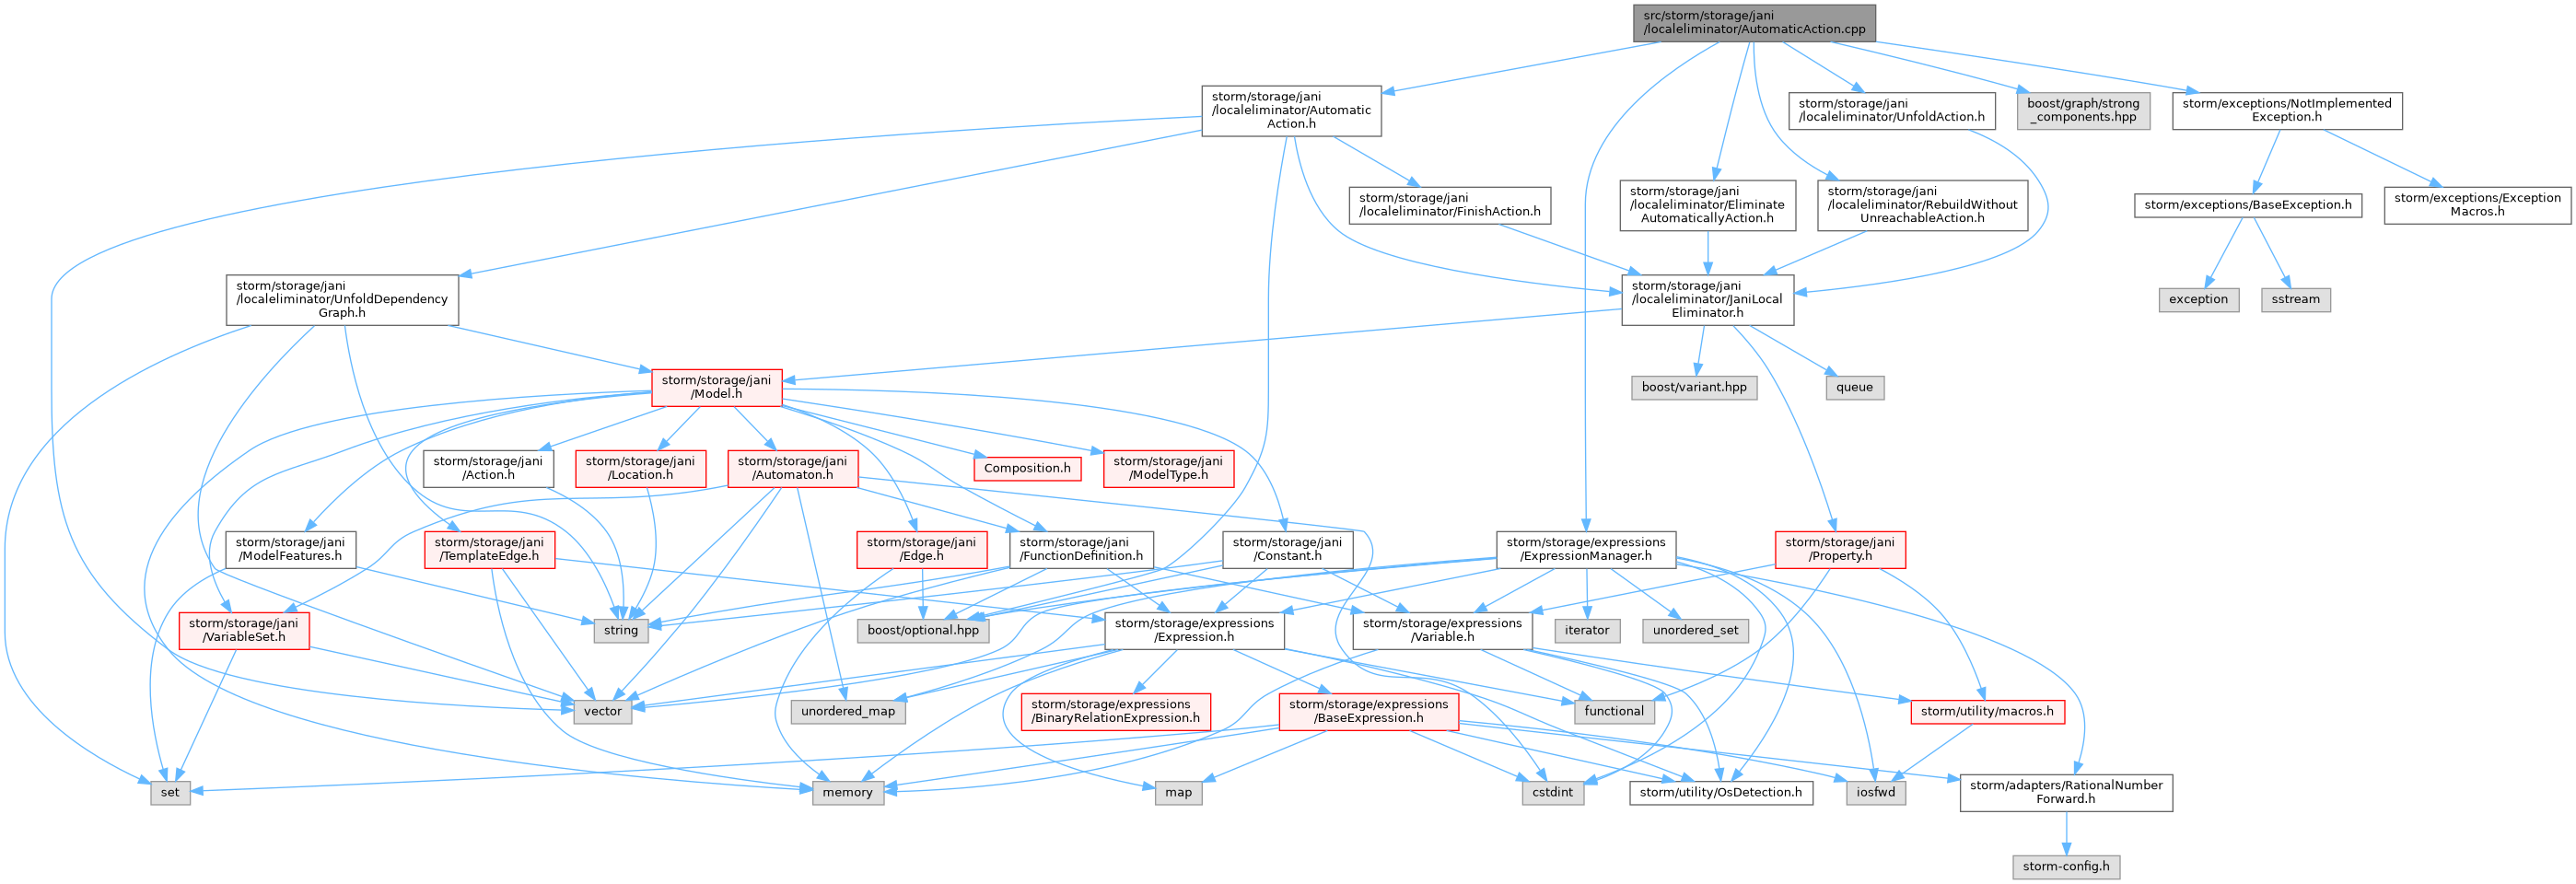 src/storm/storage/jani
/localeliminator/AutomaticAction.cpp
storm/storage/jani
/localeliminator/Automatic
Action.h
storm/storage/jani
/localeliminator/UnfoldAction.h
boost/graph/strong
_components.hpp
storm/exceptions/NotImplemented
Exception.h
storm/storage/jani
/localeliminator/FinishAction.h
storm/storage/jani
/localeliminator/Eliminate
AutomaticallyAction.h
storm/storage/jani
/localeliminator/RebuildWithout
UnreachableAction.h
storm/exceptions/BaseException.h
storm/exceptions/Exception
Macros.h
storm/storage/jani
/localeliminator/UnfoldDependency
Graph.h
storm/storage/jani
/localeliminator/JaniLocal
Eliminator.h
exception
sstream
storm/storage/jani
/Model.h
boost/variant.hpp
queue
storm/storage/jani
/Action.h
storm/storage/jani
/Location.h
storm/storage/jani
/Automaton.h
Composition.h
storm/storage/jani
/ModelType.h
storm/storage/jani
/ModelFeatures.h
storm/storage/jani
/TemplateEdge.h
storm/storage/jani
/Edge.h
storm/storage/jani
/FunctionDefinition.h
storm/storage/jani
/Constant.h
storm/storage/expressions
/ExpressionManager.h
storm/storage/jani
/Property.h
storm/storage/jani
/VariableSet.h
string
boost/optional.hpp
storm/storage/expressions
/Expression.h
storm/storage/expressions
/Variable.h
iterator
unordered_set
vector
unordered_map
storm/storage/expressions
/BinaryRelationExpression.h
storm/storage/expressions
/BaseExpression.h
functional
storm/utility/macros.h
set
memory
map
cstdint
storm/utility/OsDetection.h
iosfwd
storm/adapters/RationalNumber
Forward.h
storm-config.h